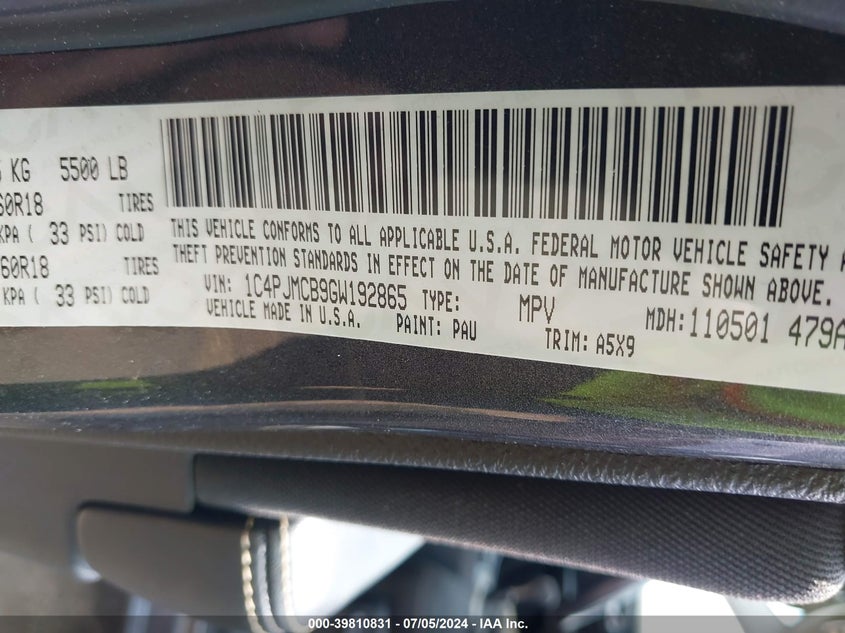 KG 5500 LB
60R18 TIRES
KPA ( 33 PSI) COLD
60R18 TIRES
KPA ( 33 PSI) COLD
THIS VEHICLE CONFORMS TO ALL APPLICABLE U.S.A. FEDERAL MOTOR VEHICLE SAFETY
THEFT PREVENTION STANDARDS IN EFFECT ON THE DATE OF MANUFACTURE SHOWN ABOVE.
VIN: 1C4PJMCB9GW192865 TYPE: MPV MDH:110501 479A
VEHICLE MADE IN U.S.A. PAINT: PAU TRIM: A5X9
000-39810831 - 07/05/2024 - IAA Inc.